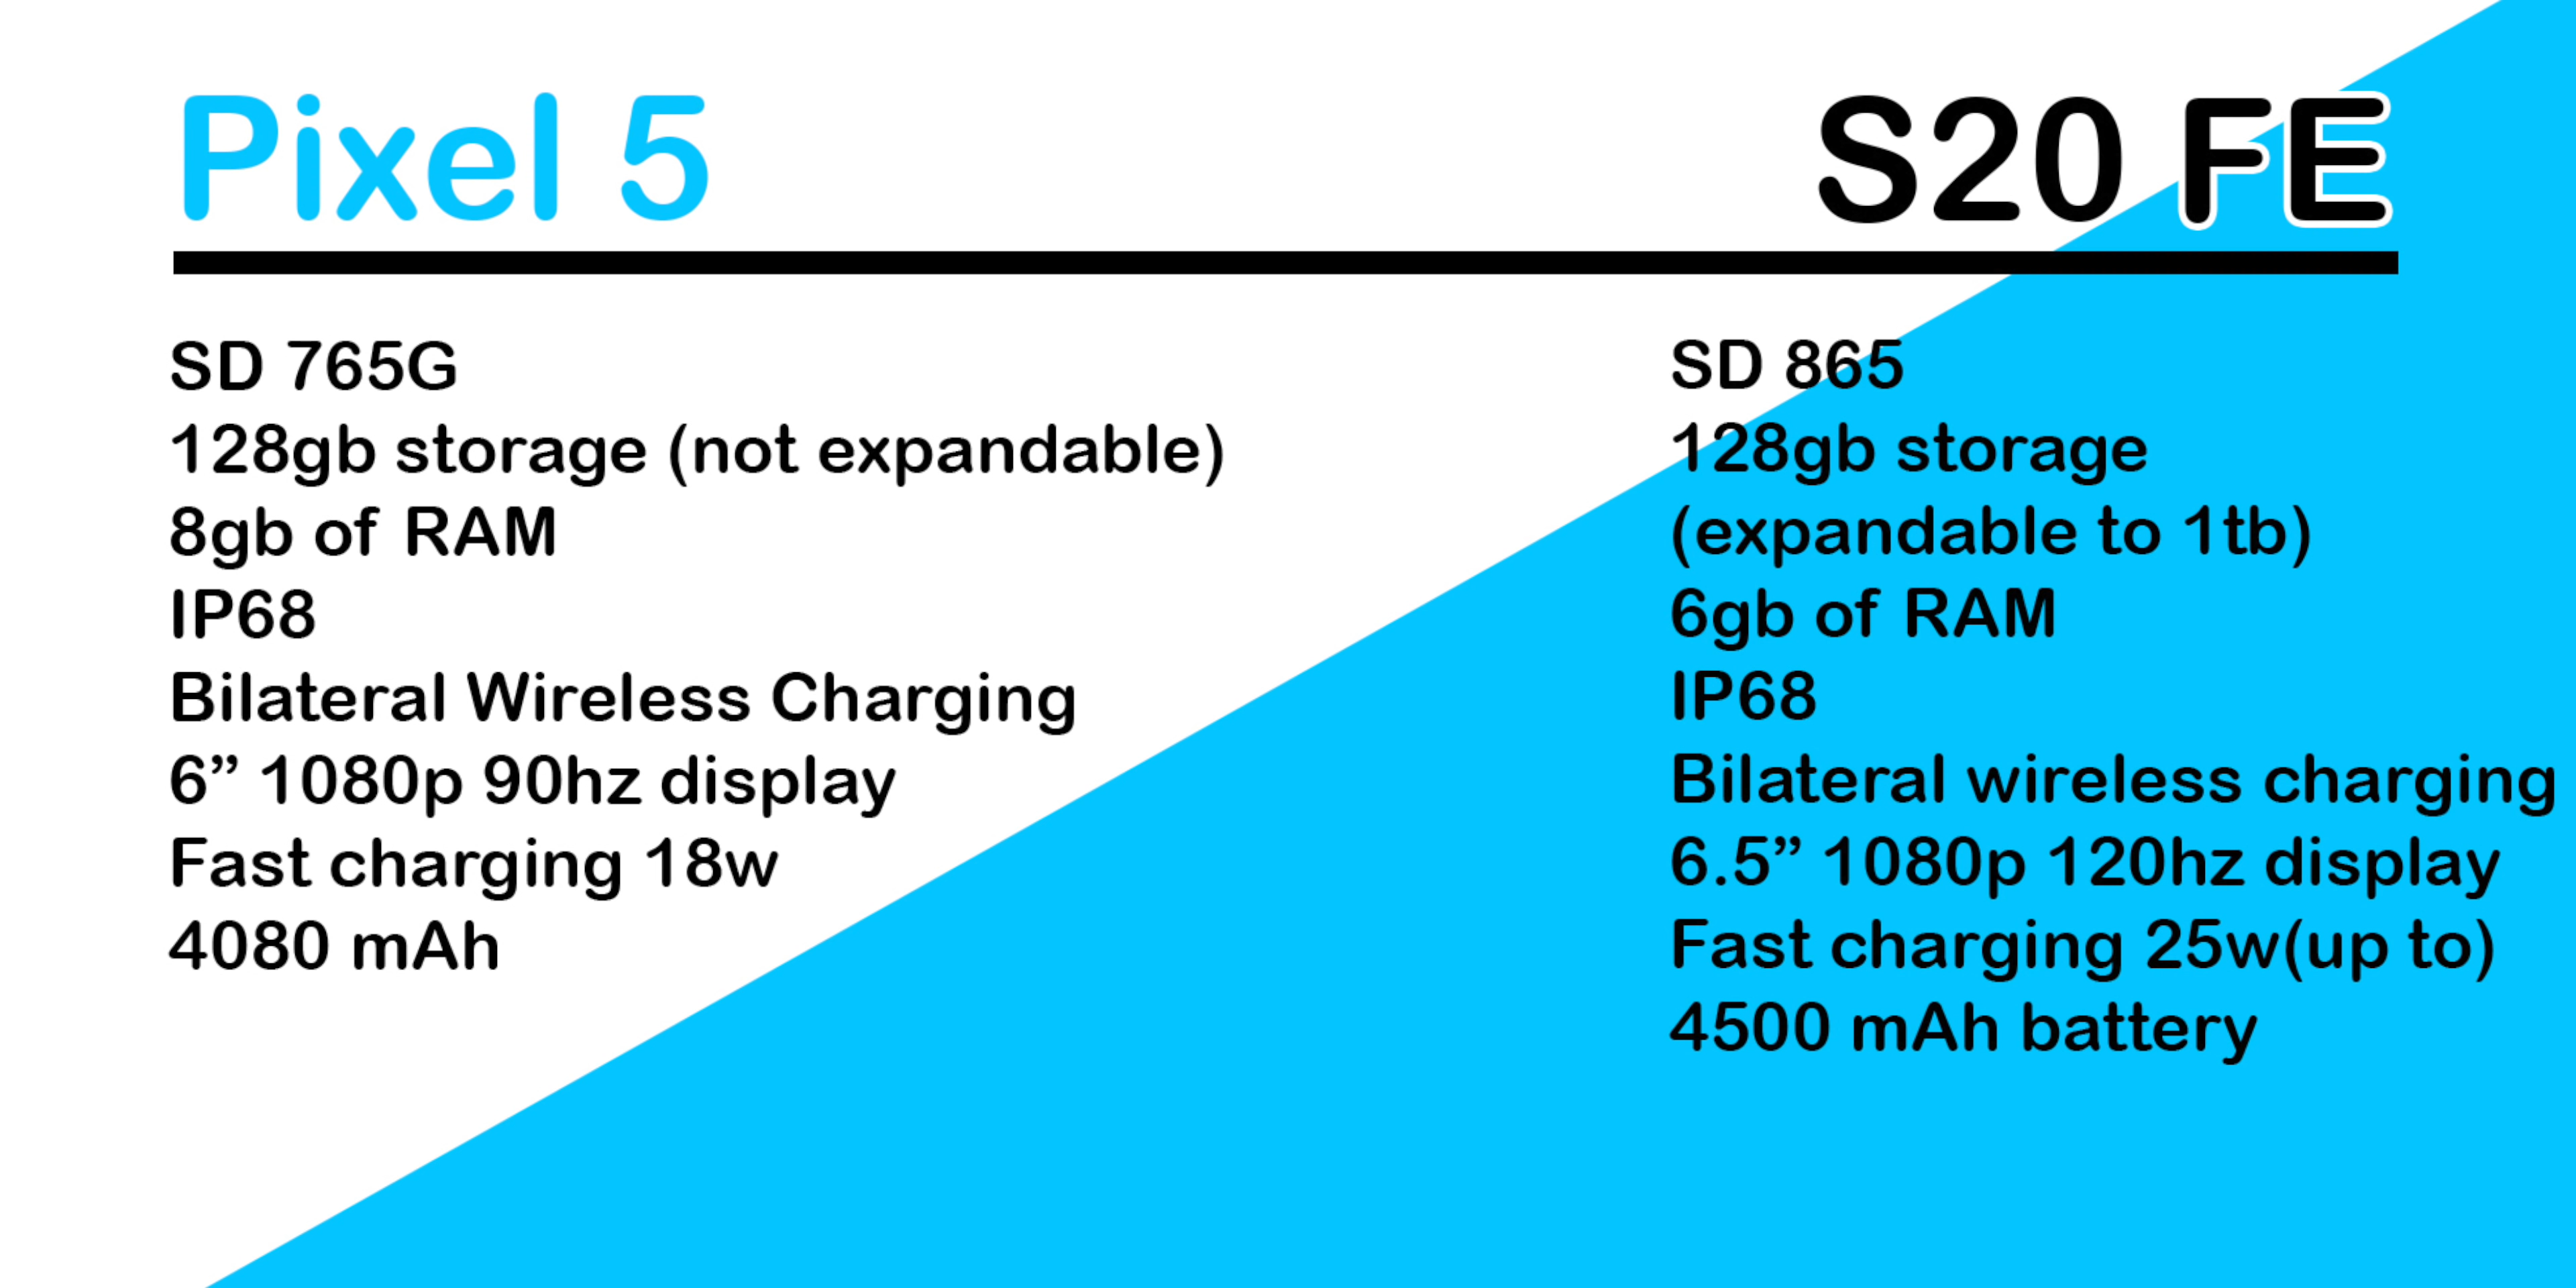 Pixel 5
S20 FE
SD 765G
128gb storage (not expandable)
8gb of RAM
IP68
Bilateral Wireless Charging
6” 1080p 90hz display
Fast charging 18w
4080 mAh
SD 865
128gb storage
(expandable to 1tb)
6gb of RAM
IP68
Bilateral wireless charging
6.5” 1080p 120hz display
Fast charging 25w(up to)
4500 mAh battery